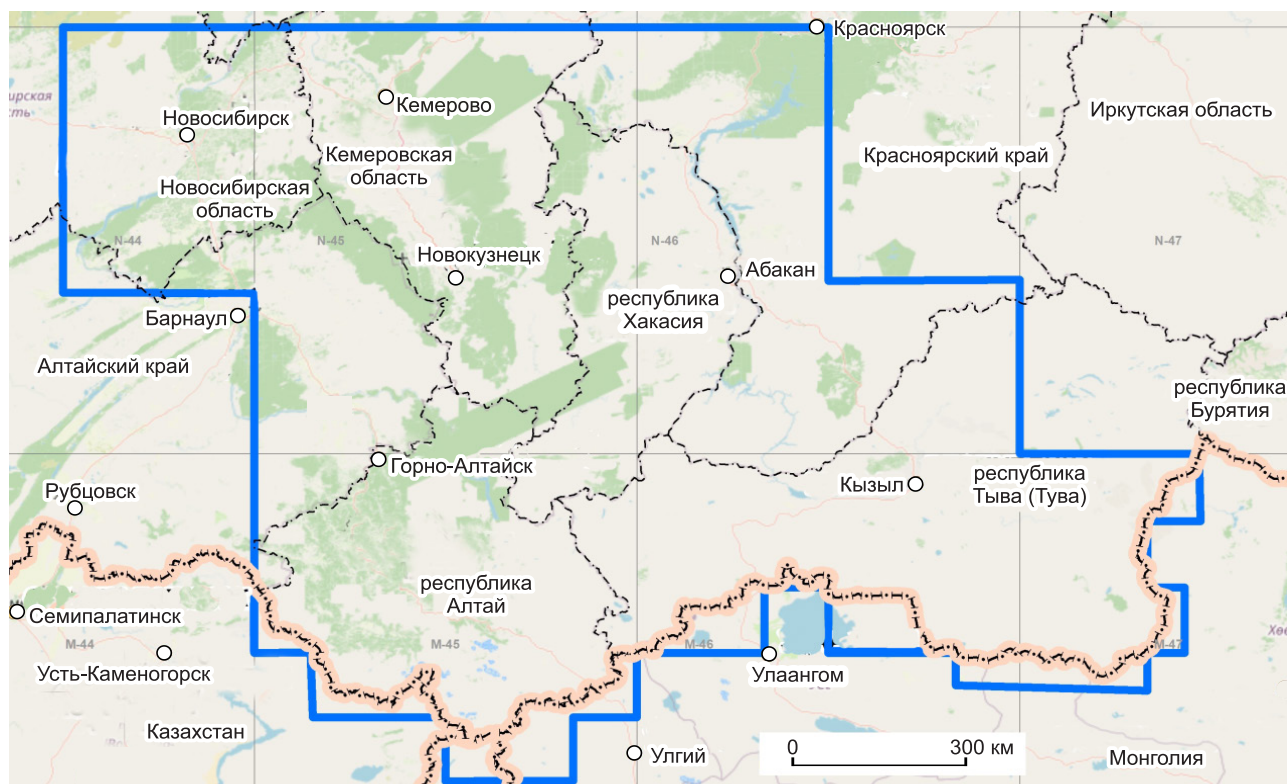 Красноярск
Кемерово
Иркутская область
Новосибирск
Кемеровская
область
Красноярский край
Новосибирская
область
N-44
N-45
N-46
N-47
Новокузнецк
Абакан
Барнаул
республика
Хакасия
Алтайский край
республика
Бурятия
Горно-Алтайск
Кызыл
республика
Тыва (Тува)
Рубцовск
республика
Алтай
Семипалатинск
M-44
M-45
M-46
M-47
Усть-Каменогорск
Улаангом
Казахстан
Улгий
0
300 км
Монголия